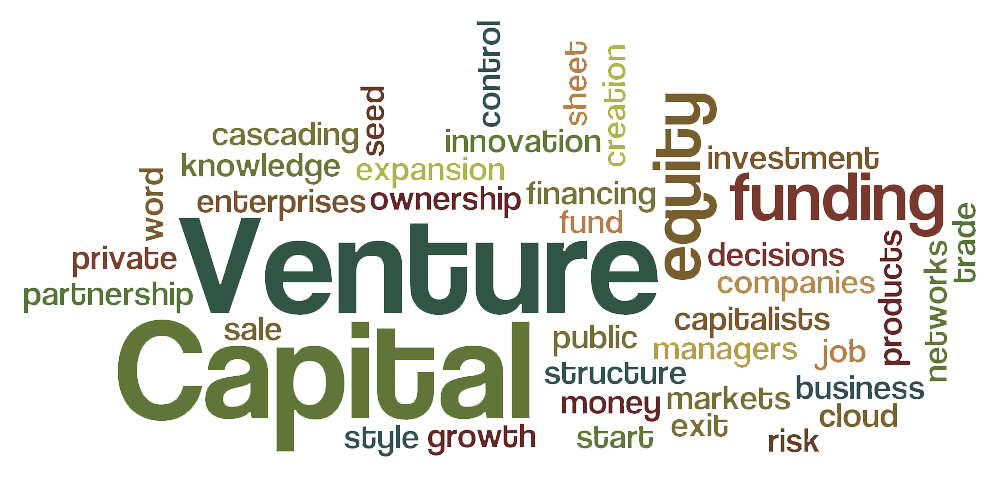 control
sheet
creation
seed
cascading
innovation
equity
investment
knowledge
expansion
word
enterprises
ownership
financing
funding
fund
trade
Venture
private
decisions
products
networks
partnership
companies
sale
Capital
public
capitalists
managers
job
structure
business
money
markets
cloud
style
growth
start
exit
risk